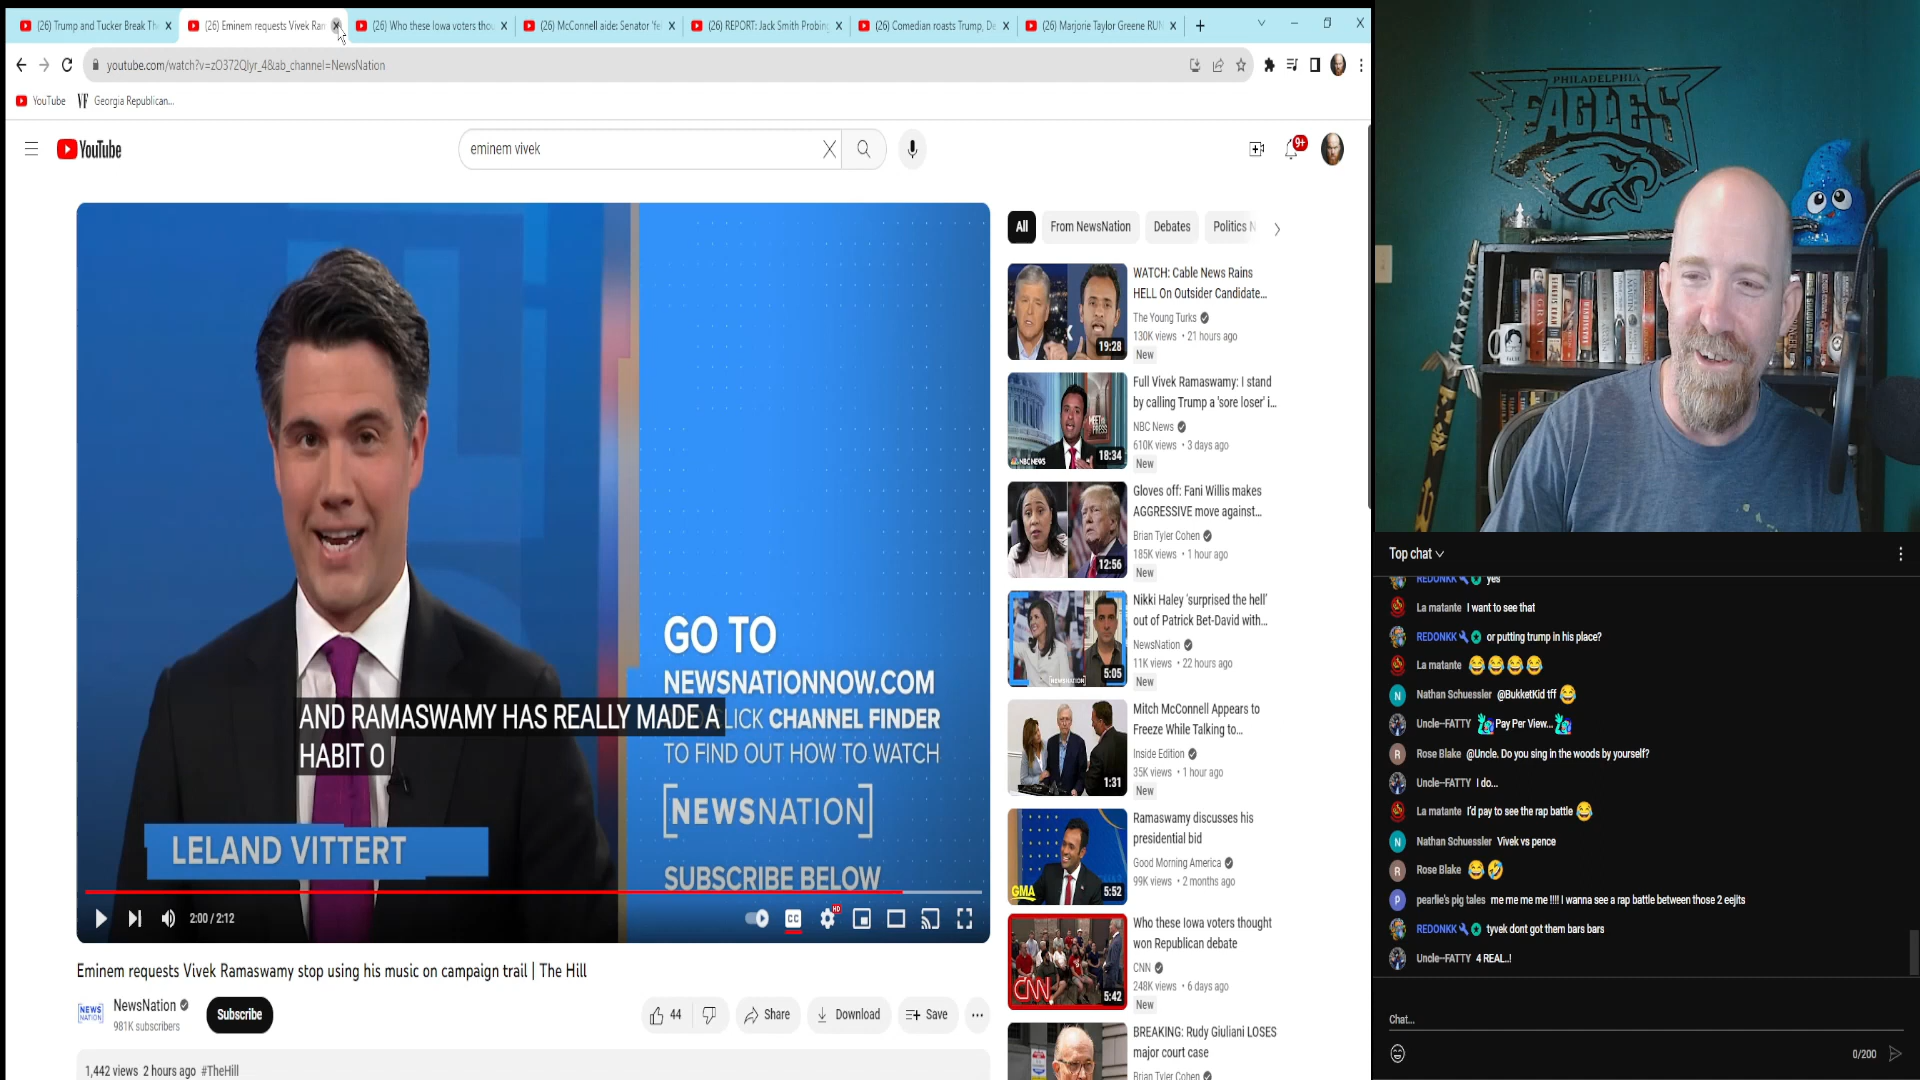 (26) Trump and Tucker Break Th
(26) Eminem requests Vivek Ran
(26) Who these Iowa voters thou
(26) McConnell aide: Senator 'fe
(26) REPORT: Jack Smith Probing
(26) Comedian roasts Trump, De
(26) Marjorie Taylor Greene RUN
youtube.com/watch?v=zO372QIyr_4&ab_channel=NewsNation
YouTube
VF Georgia Republican...
YouTube
eminem vivek
9+
AND RAMASWAMY HAS REALLY MADE A
HABIT O
GO TO
NEWSNATIONNOW.COM
LICK CHANNEL FINDER
TO FIND OUT HOW TO WATCH
[NEWSNATION]
SUBSCRIBE BELOW
LELAND VITTERT
2:00 / 2:12
CC
HD
Eminem requests Vivek Ramaswamy stop using his music on campaign trail | The Hill
NEWS NATION
NewsNation
981K subscribers
Subscribe
44
Share
Download
Save
1,442 views 2 hours ago #TheHill
All
From NewsNation
Debates
Politics N
WATCH: Cable News Rains
HELL On Outsider Candidate...
The Young Turks
130K views • 21 hours ago
New
19:28
Full Vivek Ramaswamy: I stand
by calling Trump a 'sore loser' i...
NBC News
610K views • 3 days ago
New
MEET THE PRESS
NBC NEWS
18:34
Gloves off: Fani Willis makes
AGGRESSIVE move against...
Brian Tyler Cohen
185K views • 1 hour ago
New
12:56
Nikki Haley 'surprised the hell'
out of Patrick Bet-David with...
NewsNation
11K views • 22 hours ago
New
5:05
Mitch McConnell Appears to
Freeze While Talking to...
Inside Edition
35K views • 1 hour ago
New
1:31
Ramaswamy discusses his
presidential bid
Good Morning America
99K views • 2 months ago
GMA
5:52
Who these Iowa voters thought
won Republican debate
CNN
248K views • 6 days ago
New
CNN
5:42
BREAKING: Rudy Giuliani LOSES
major court case
Brian Tyler Cohen
PHILADELPHIA
EAGLES
Top chat
REDONKK yes
La matante I want to see that
REDONKK or putting trump in his place?
La matante 😂😂😂😂
N Nathan Schuessler @BukketKid tff 😂
Uncle--FATTY Pay Per View...
R Rose Blake @Uncle. Do you sing in the woods by yourself?
Uncle--FATTY I do...
La matante I'd pay to see the rap battle 😂
N Nathan Schuessler Vivek vs pence
R Rose Blake 😂🤣
P pearlie's pig tales me me me me !!!! I wanna see a rap battle between those 2 eejits
REDONKK tyvek dont got them bars bars
Uncle--FATTY 4 REAL..!
Chat...
0/200